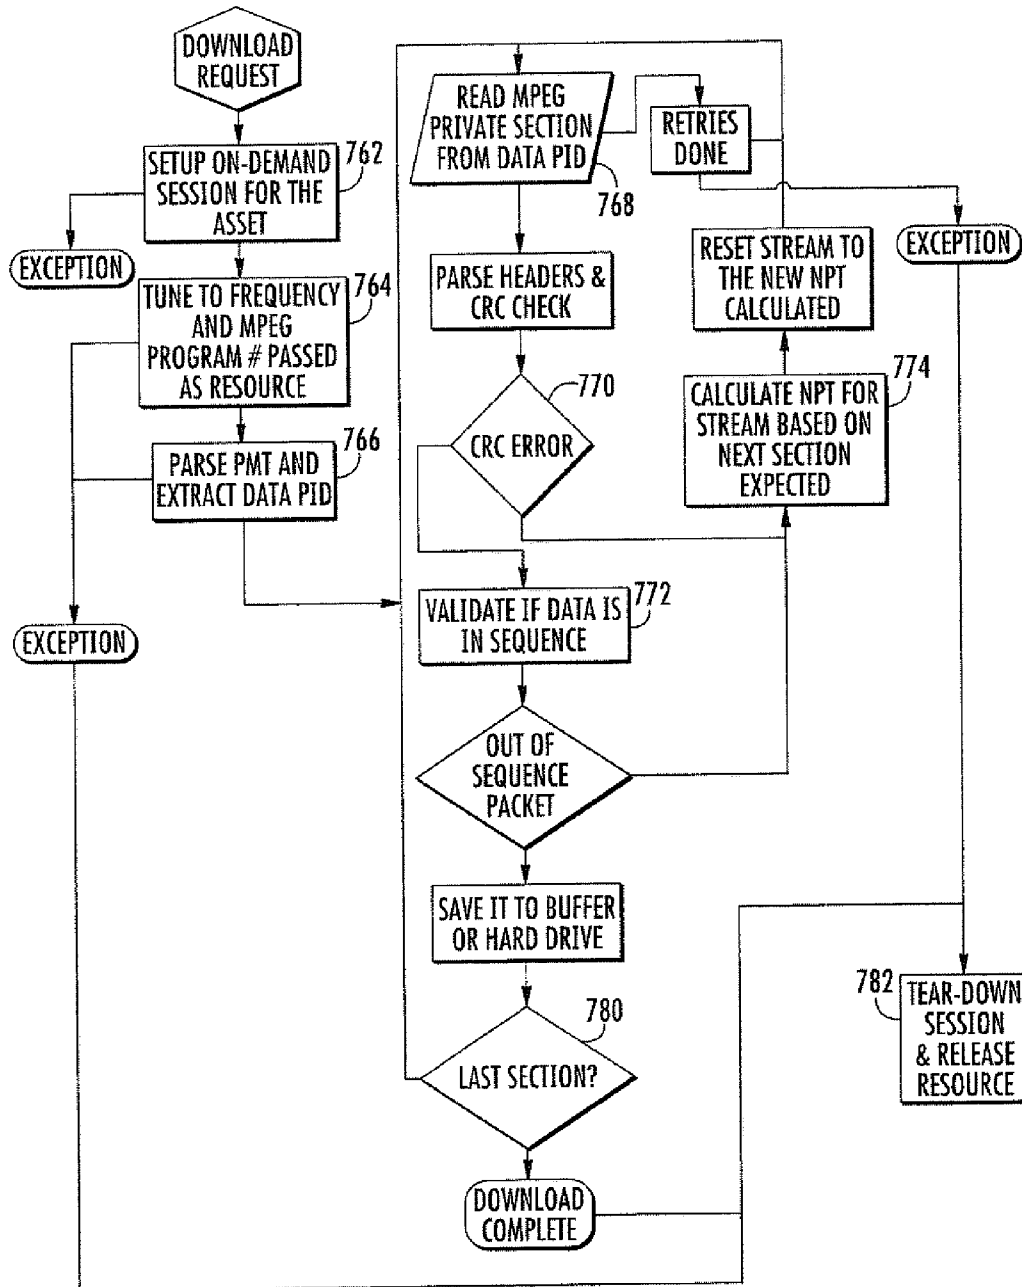 DOWNLOAD
REQUEST
SETUP ON-DEMAND
SESSION FOR THE
ASSET
762
EXCEPTION
TUNE TO FREQUENCY
AND MPEG
PROGRAM # PASSED
AS RESOURCE
764
PARSE PMT AND
EXTRACT DATA PID
766
EXCEPTION
READ MPEG
PRIVATE SECTION
FROM DATA PID
768
RETRIES
DONE
EXCEPTION
PARSE HEADERS &
CRC CHECK
RESET STREAM TO
THE NEW NPT
CALCULATED
CRC ERROR
770
CALCULATE NPT FOR
STREAM BASED ON
NEXT SECTION
EXPECTED
774
VALIDATE IF DATA IS
IN SEQUENCE
772
OUT OF
SEQUENCE
PACKET
SAVE IT TO BUFFER
OR HARD DRIVE
LAST SECTION?
780
782
TEAR-DOWN
SESSION
& RELEASE
RESOURCE
DOWNLOAD
COMPLETE